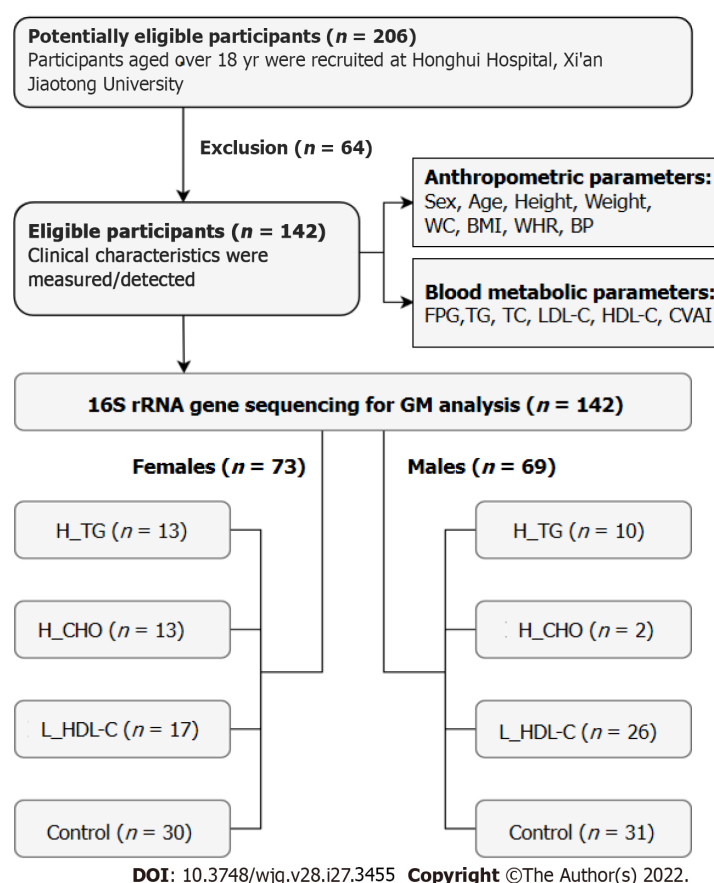 Potentially eligible participants (n = 206)
Participants aged over 18 yr were recruited at Honghui Hospital, Xi'an
Jiaotong University
Exclusion (n = 64)
Eligible participants (n = 142)
Clinical characteristics were
measured/detected
Anthropometric parameters:
Sex, Age, Height, Weight,
WC, BMI, WHR, BP
Blood metabolic parameters:
FPG,TG, TC, LDL-C, HDL-C, CVAI
16S rRNA gene sequencing for GM analysis (n = 142)
Females (n = 73)
Males (n = 69)
H_TG (n = 13)
H_CHO (n = 13)
L_HDL-C (n = 17)
Control (n = 30)
H_TG (n = 10)
H_CHO (n = 2)
L_HDL-C (n = 26)
Control (n = 31)
DOI: 10.3748/wjg.v28.i27.3455 Copyright ©The Author(s) 2022.